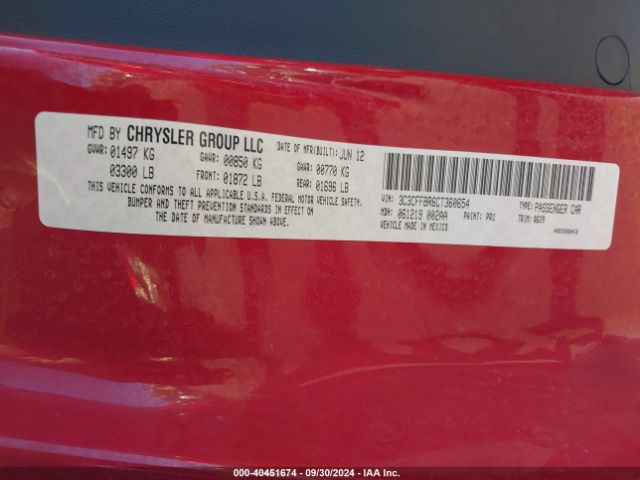 MFD BY CHRYSLER GROUP LLC DATE OF MFR(BUILT): JUN 12
GVWR: 01497 KG GAWR: 00850 KG GAWR: 00770 KG
03300 LB FRONT: 01872 LB REAR: 01696 LB
THIS VEHICLE CONFORMS TO ALL APPLICABLE U.S.A. FEDERAL MOTOR VEHICLE SAFETY,
BUMPER AND THEFT PREVENTION STANDARDS IN EFFECT ON
THE DATE OF MANUFACTURE SHOWN ABOVE.
VIN: 3C3CFFBR6CT360654 TYPE: PASSENGER CAR
MDH: 061219 002AA PAINT: PR1 TRIM:
VEHICLE MADE IN MEXICO 4658843
000-40451674 - 09/30/2024 - IAA Inc.